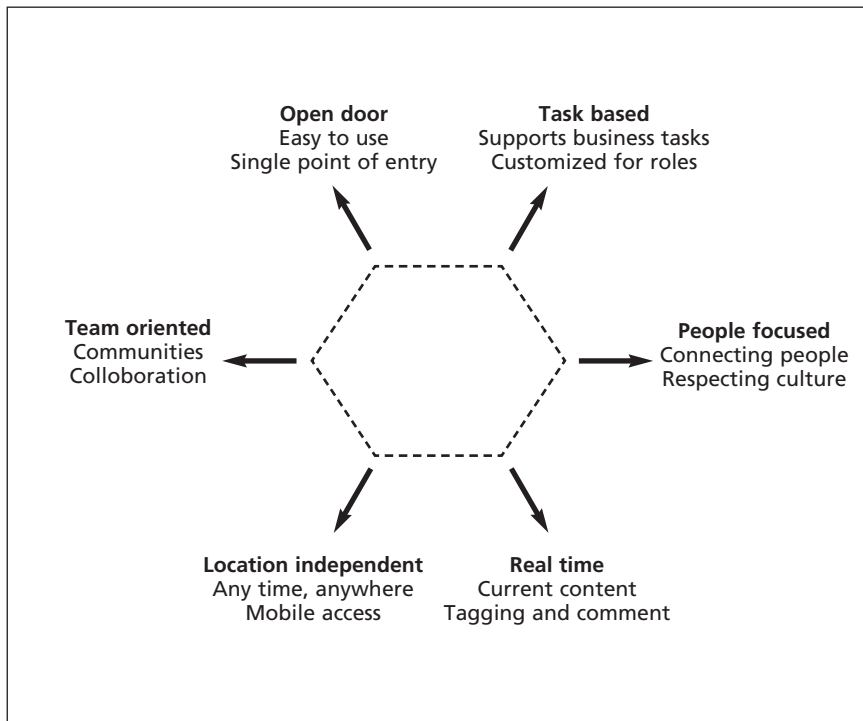 Open door
Easy to use
Single point of entry
Task based
Supports business tasks
Customized for roles
Team oriented
Communities
Colloboration
People focused
Connecting people
Respecting culture
Location independent
Any time, anywhere
Mobile access
Real time
Current content
Tagging and comment